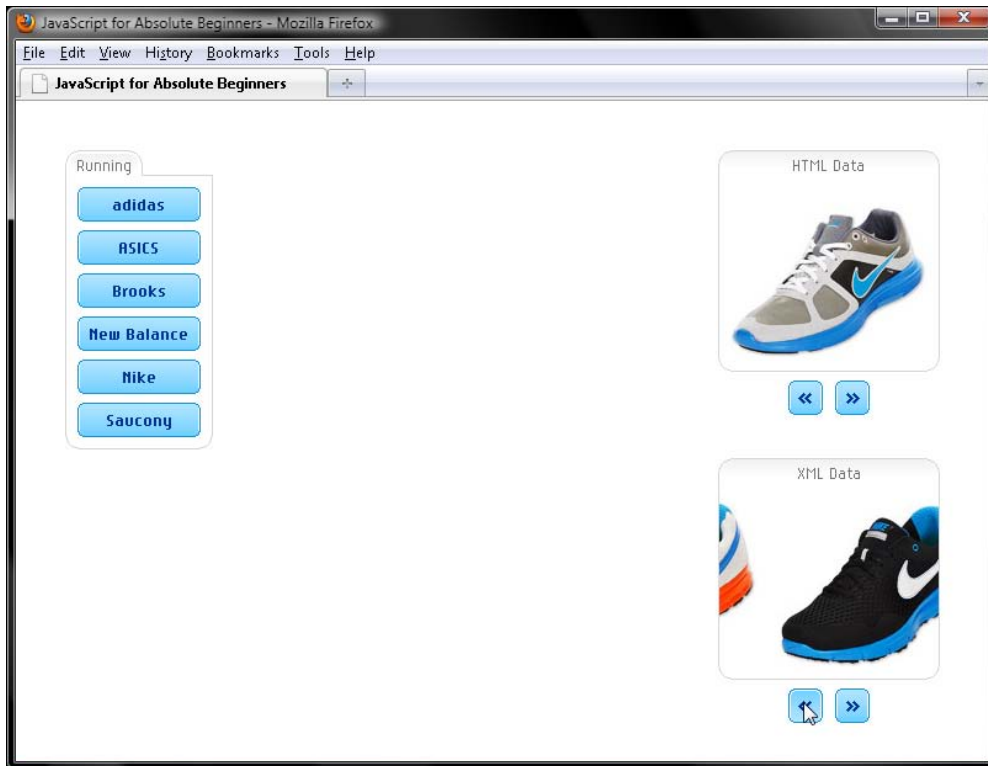 JavaScript for Absolute Beginners - Mozilla Firefox
File Edit View History Bookmarks Tools Help
JavaScript for Absolute Beginners
Running
adidas
ASICS
Brooks
New Balance
Nike
Saucony
HTML Data
« »
XML Data
NIKE
« »